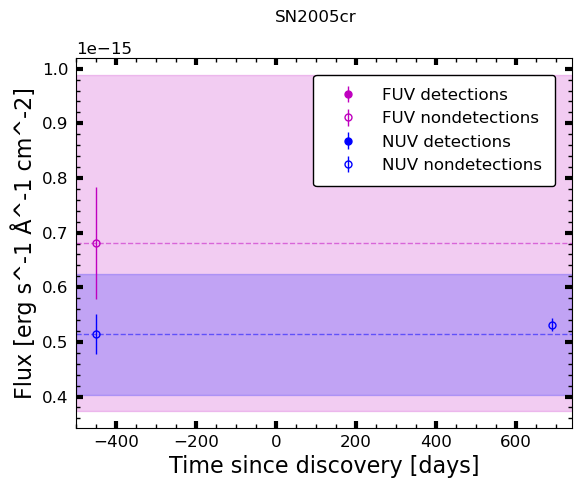 SN2005cr
1e−15
FUV detections
FUV nondetections
NUV detections
NUV nondetections
1.0
0.9
0.8
0.7
0.6
0.5
0.4
Flux [erg s^-1 Å^-1 cm^-2]
−400 −200 0 200 400 600
Time since discovery [days]